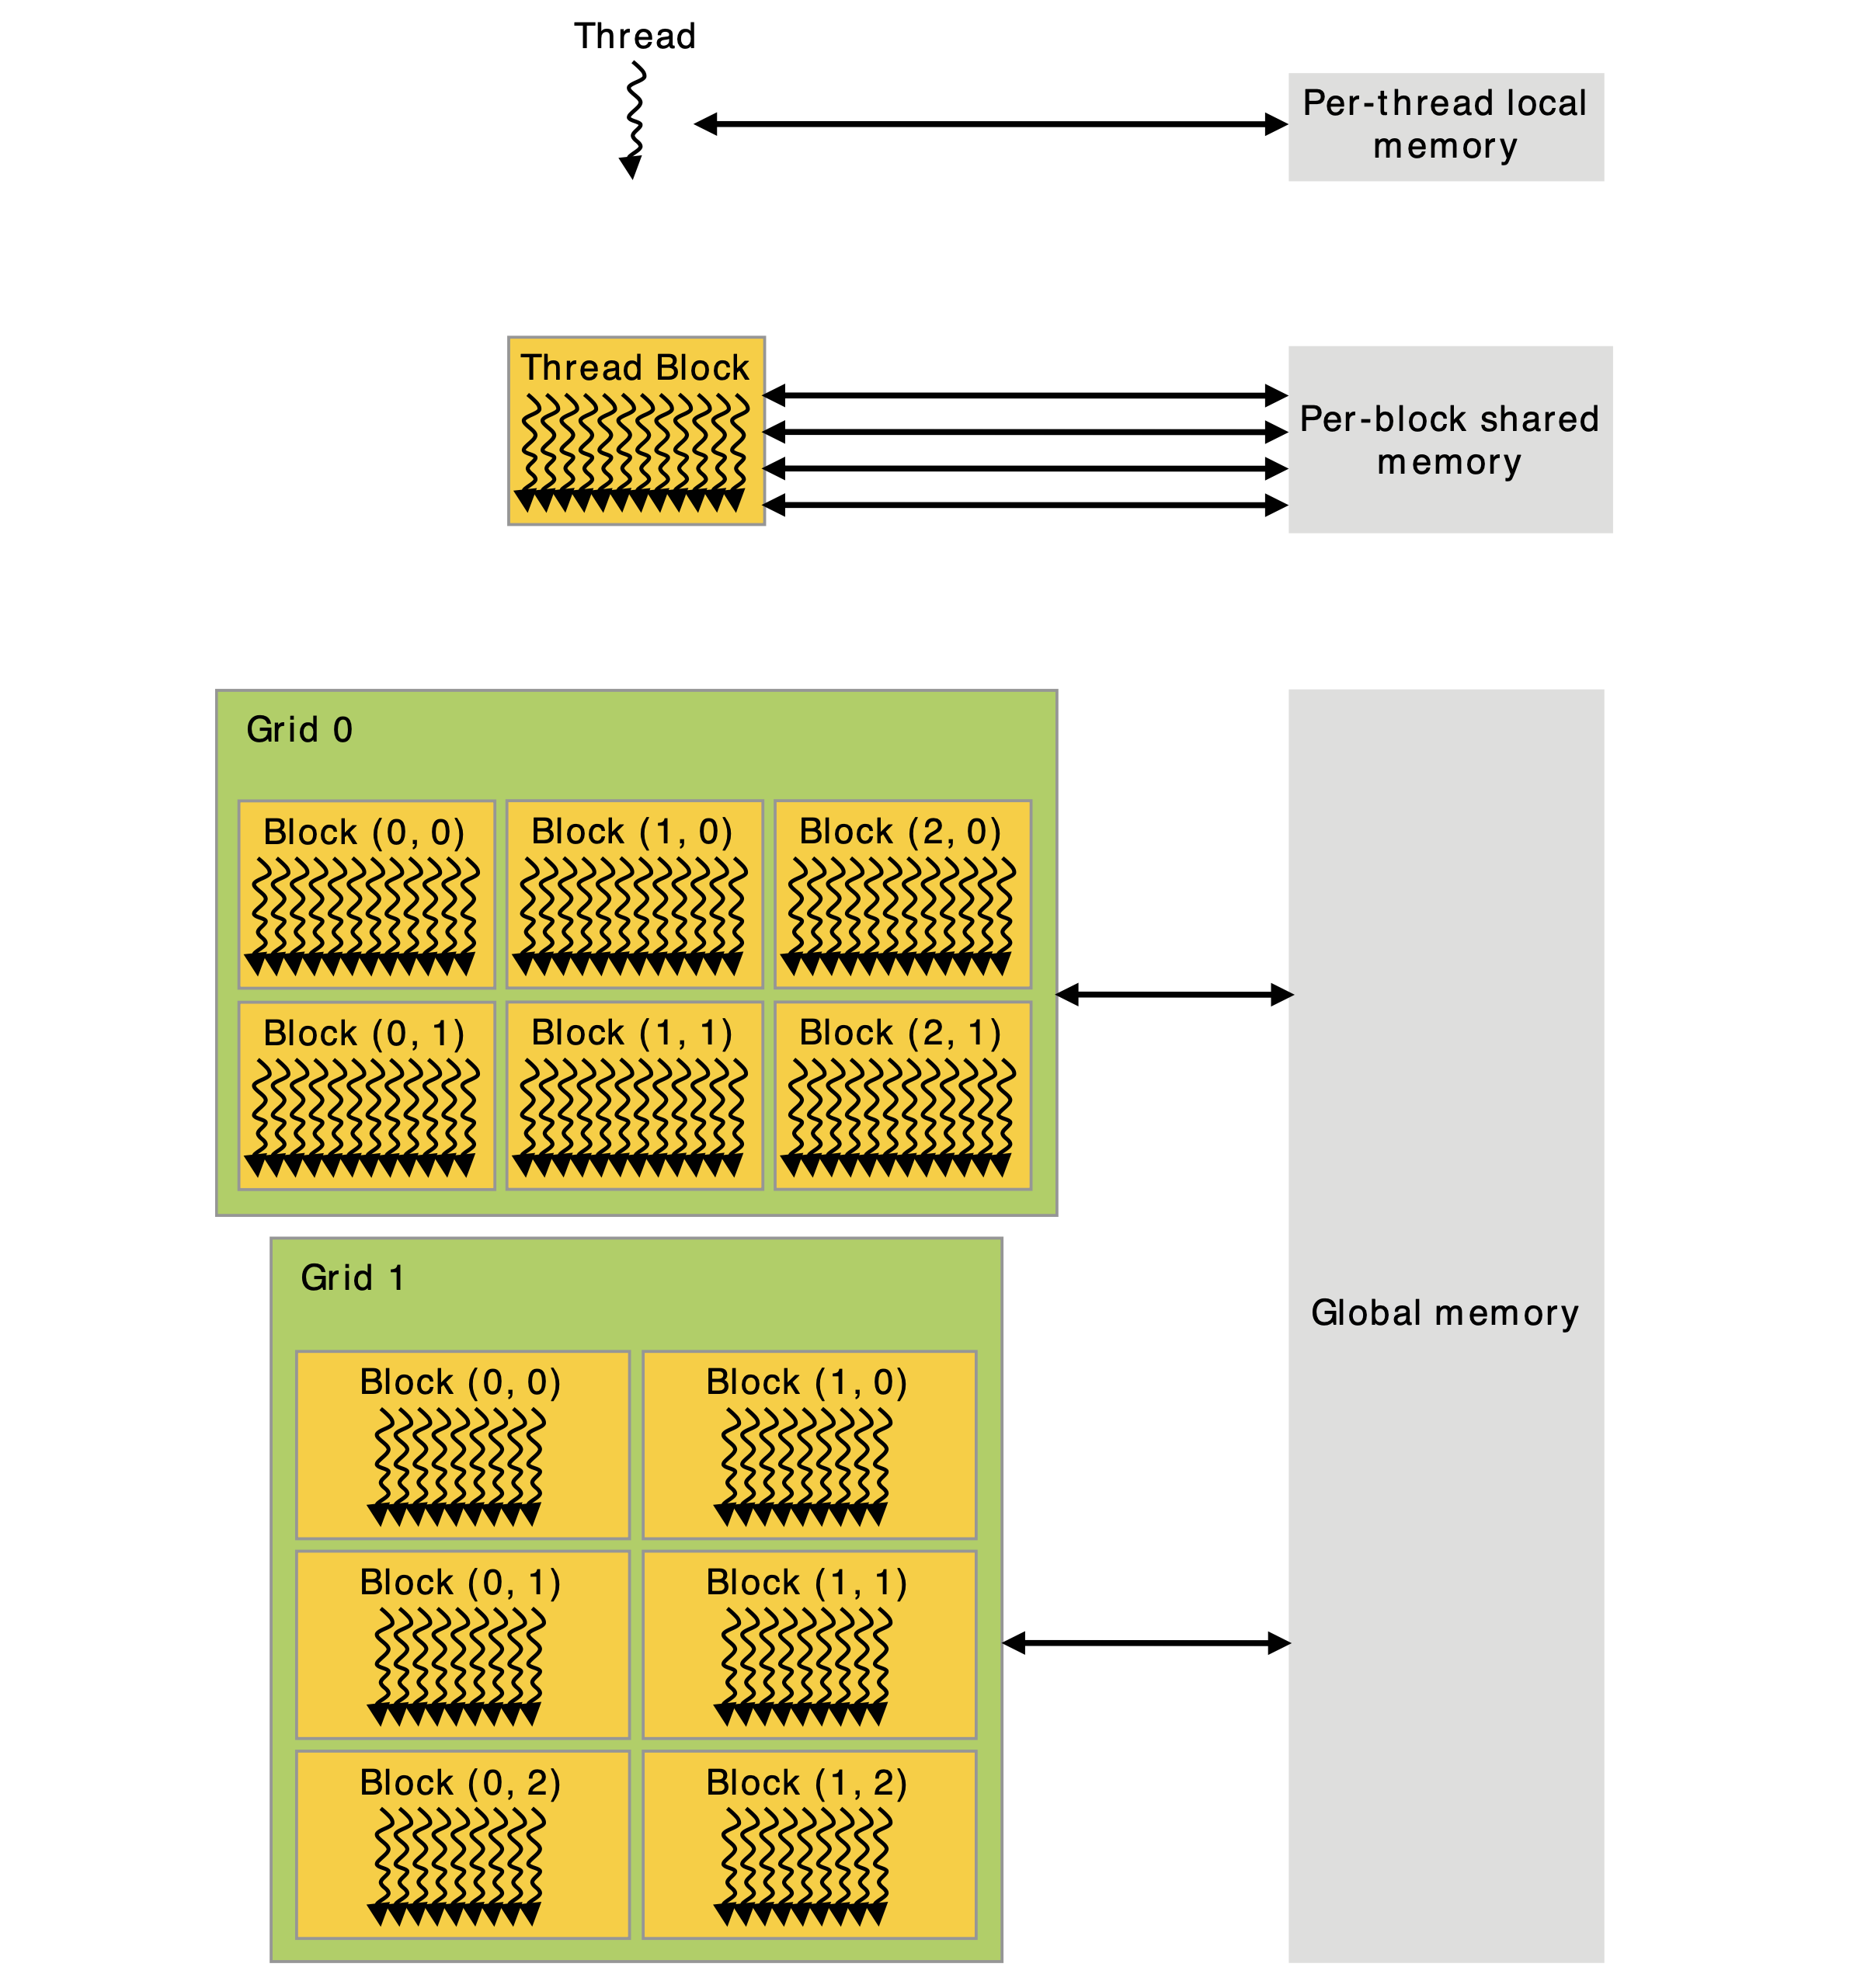 Thread
Per-thread local
memory
Thread Block
Per-block shared
memory
Grid 0
Block (0, 0)
Block (1, 0)
Block (2, 0)
Block (0, 1)
Block (1, 1)
Block (2, 1)
Grid 1
Global memory
Block (0, 0)
Block (1, 0)
Block (0, 1)
Block (1, 1)
Block (0, 2)
Block (1, 2)